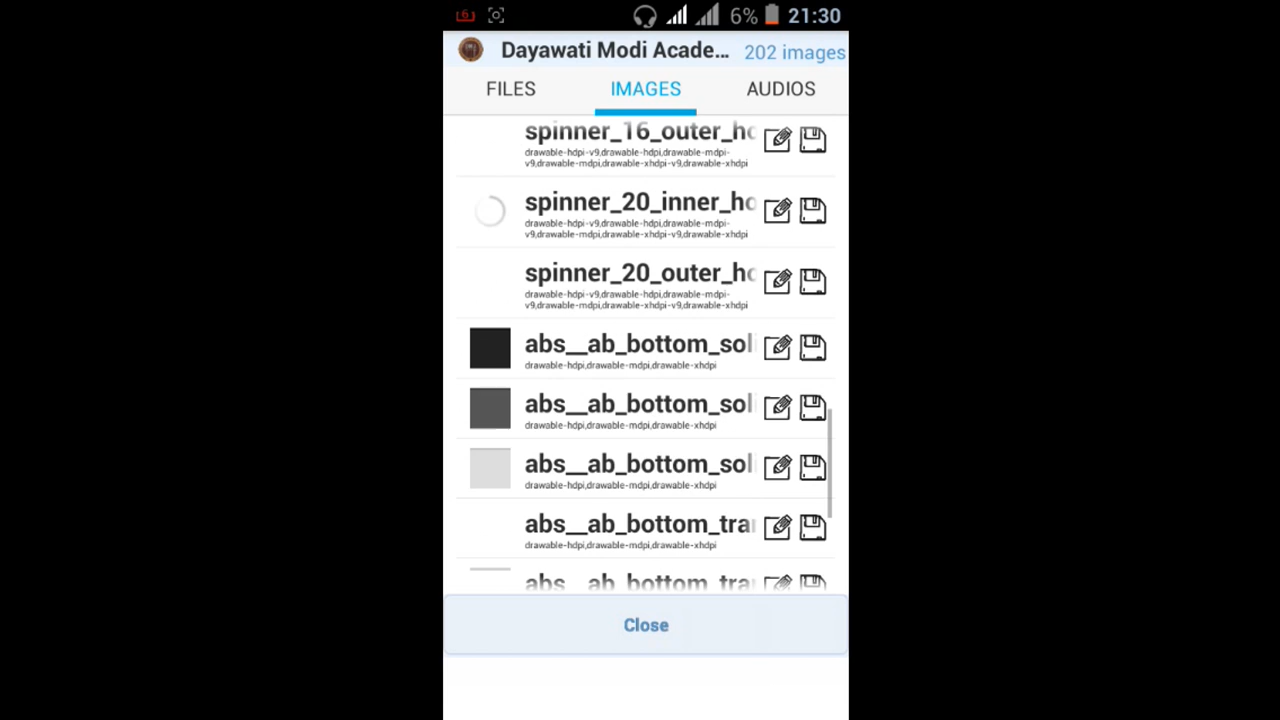 6% 21:30
Dayawati Modi Acade... 202 images
FILES IMAGES AUDIOS
spinner_16_outer_ho
drawable-hdpi-v9,drawable-hdpi,drawable-mdpi-
v9,drawable-mdpi,drawable-xhdpi-v9,drawable-xhdpi
spinner_20_inner_ho
drawable-hdpi-v9,drawable-hdpi,drawable-mdpi-
v9,drawable-mdpi,drawable-xhdpi-v9,drawable-xhdpi
spinner_20_outer_ho
drawable-hdpi-v9,drawable-hdpi,drawable-mdpi-
v9,drawable-mdpi,drawable-xhdpi-v9,drawable-xhdpi
abs__ab_bottom_soli
drawable-hdpi,drawable-mdpi,drawable-xhdpi
abs__ab_bottom_soli
drawable-hdpi,drawable-mdpi,drawable-xhdpi
abs__ab_bottom_soli
drawable-hdpi,drawable-mdpi,drawable-xhdpi
abs__ab_bottom_tra
drawable-hdpi,drawable-mdpi,drawable-xhdpi
abs__ab_bottom_tra
Close